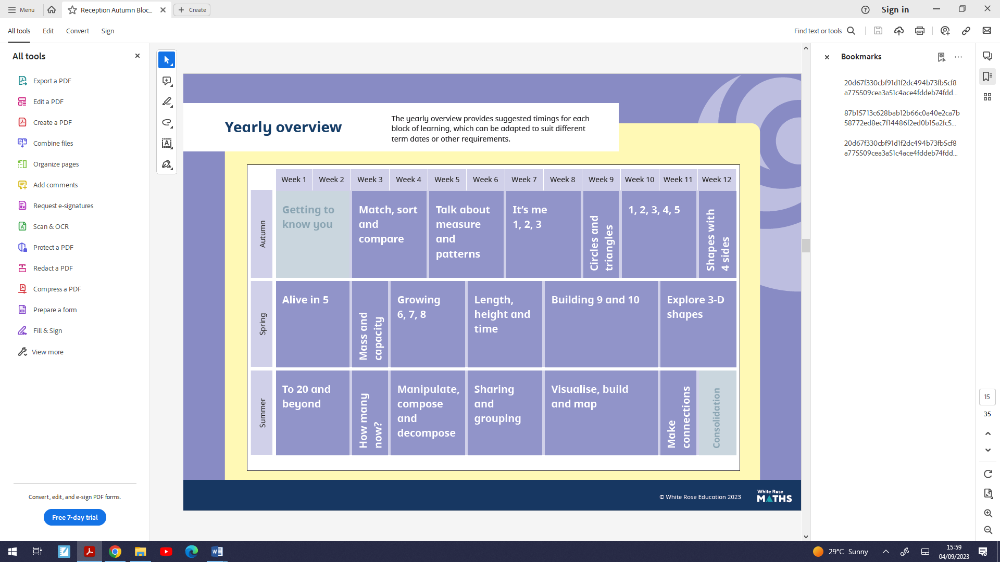 Menu
Reception Autumn Bloc...
Create
Sign in
All tools
Edit
Convert
Sign
Find text or tools
All tools
Export a PDF
Edit a PDF
Create a PDF
Combine files
Organize pages
Add comments
Request e-signatures
Scan & OCR
Protect a PDF
Redact a PDF
Compress a PDF
Prepare a form
Fill & Sign
View more
Convert, edit, and e-sign PDF forms.
Free 7-day trial
Yearly overview
The yearly overview provides suggested timings for each
block of learning, which can be adapted to suit different
term dates or other requirements.
Week 1 Week 2 Week 3 Week 4 Week 5 Week 6 Week 7 Week 8 Week 9 Week 10 Week 11 Week 12
Autumn
Getting to
know you
Match, sort
and
compare
Talk about
measure
and
patterns
It's me
1, 2, 3
Circles and
triangles
1, 2, 3, 4, 5
Shapes with
4 sides
Spring
Alive in 5
Mass and
capacity
Growing
6, 7, 8
Length,
height and
time
Building 9 and 10
Explore 3-D
shapes
Summer
To 20 and
beyond
How many
now?
Manipulate,
compose
and
decompose
Sharing
and
grouping
Visualise, build
and map
Make
connections
Consolidation
© White Rose Education 2023
White Rose
MATHS
Bookmarks
20d67f330cbf91d1f2dc494b73fb5cf8
a775509cea3a51c4ace4fddeb74fdd...
87b15713c628bab12b66c0a40e2ca7b
58772ed8ec7f14486f2ed0b15a2fc5...
20d67f330cbf91d1f2dc494b73fb5cf8
a775509cea3a51c4ace4fddeb74fdd...
15
35
29°C Sunny
15:59
04/09/2023